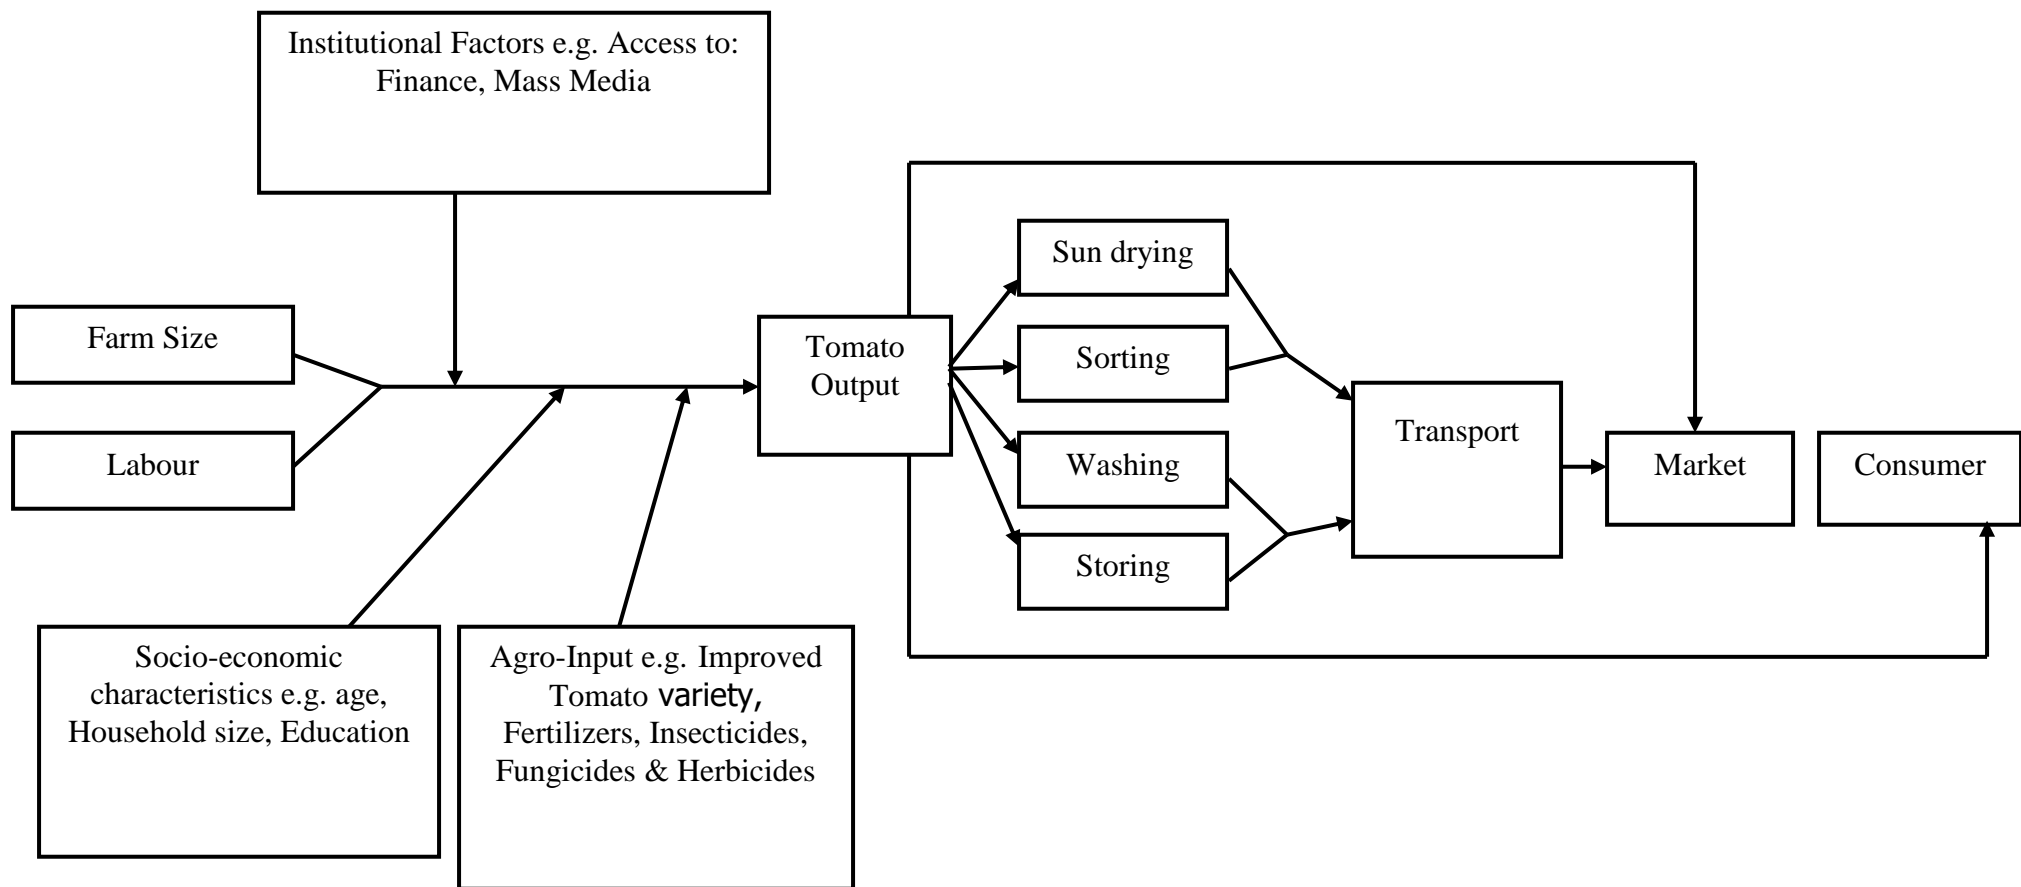 Institutional Factors e.g. Access to:
Finance, Mass Media
Farm Size
Labour
Socio-economic
characteristics e.g. age,
Household size, Education
Agro-Input e.g. Improved
Tomato variety,
Fertilizers, Insecticides,
Fungicides & Herbicides
Tomato
Output
Sun drying
Sorting
Washing
Storing
Transport
Market
Consumer